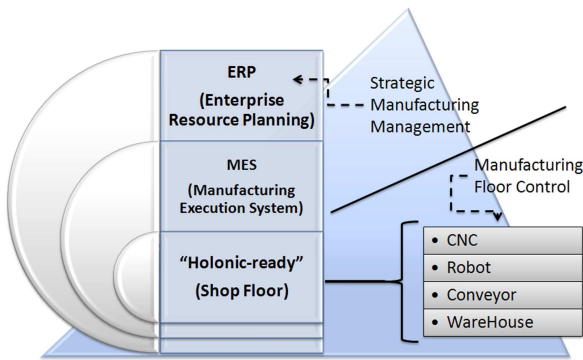 ERP
(Enterprise
Resource Planning)
Strategic
Manufacturing
Management
MES
(Manufacturing
Execution System)
Manufacturing
Floor Control
“Holonic-ready”
(Shop Floor)
• CNC
• Robot
• Conveyor
• WareHouse